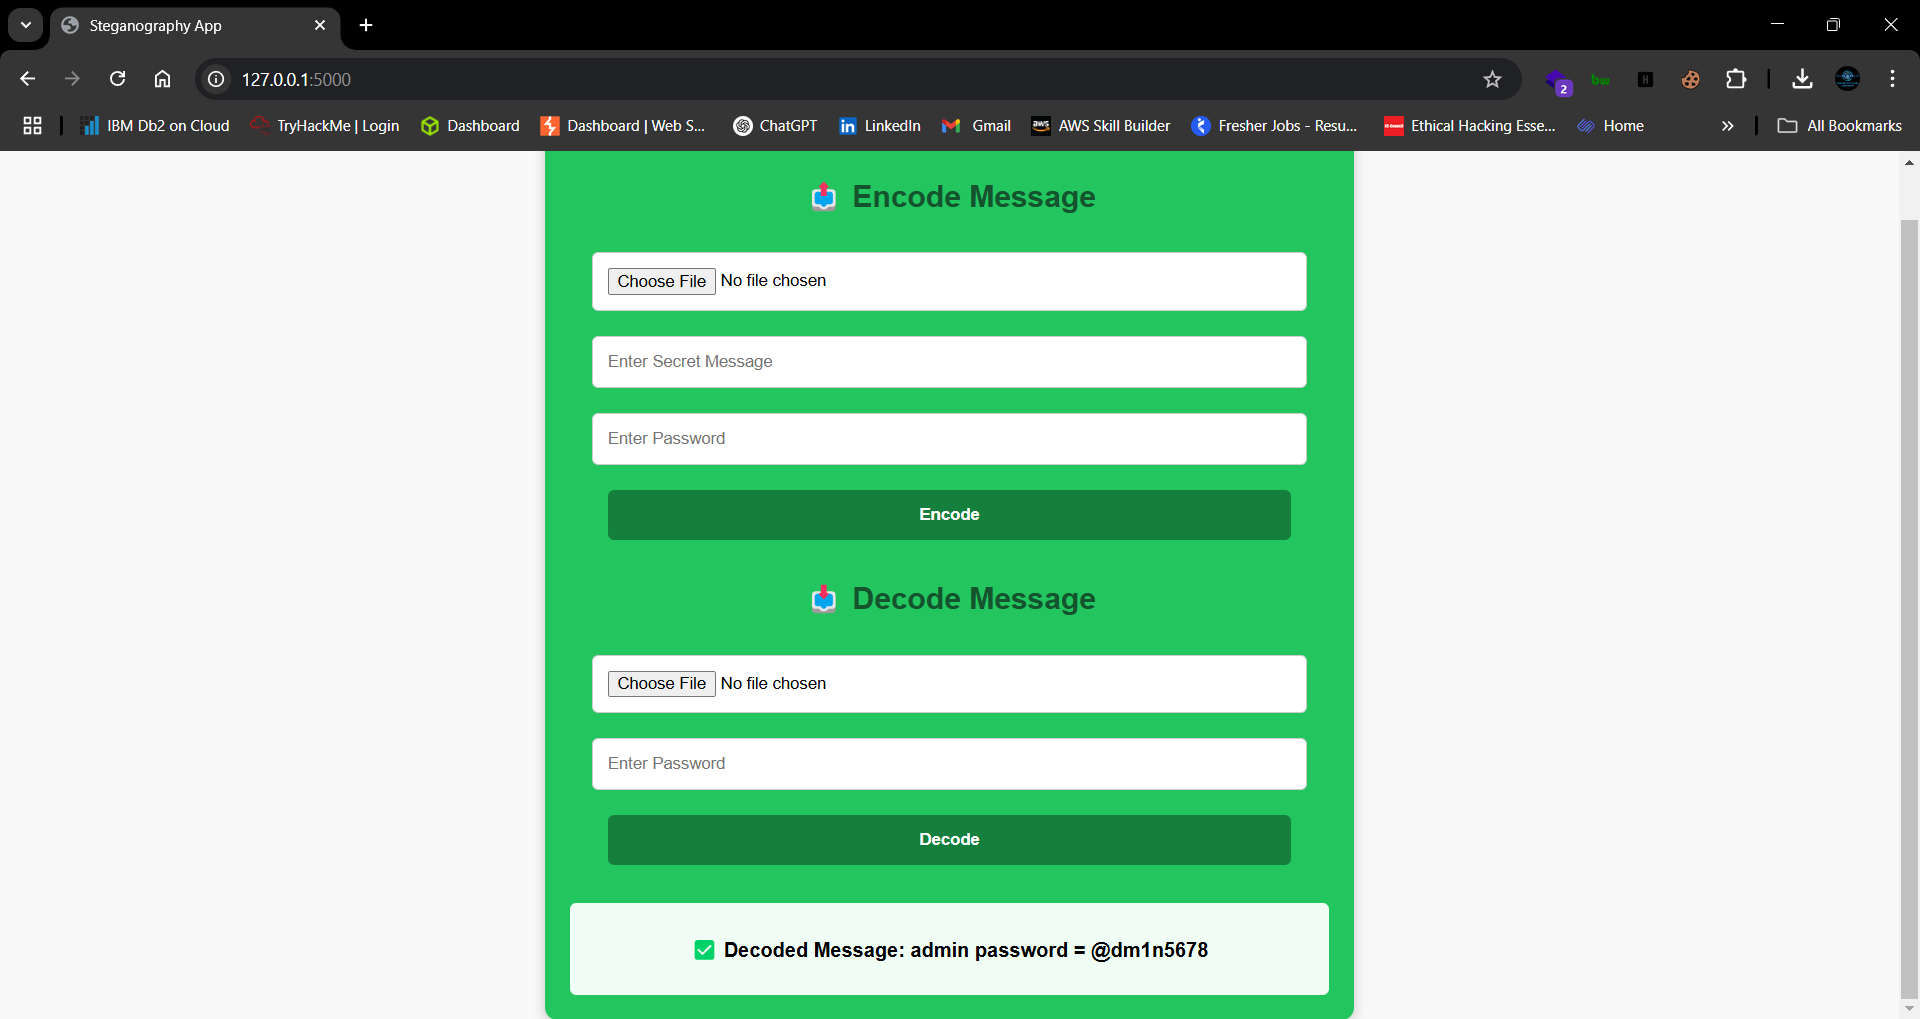 Steganography App
127.0.0.1:5000
2
bw
H
IBM Db2 on Cloud
TryHackMe | Login
Dashboard
Dashboard | Web S...
ChatGPT
LinkedIn
Gmail
aws
AWS Skill Builder
Fresher Jobs - Resu...
Ethical Hacking Esse...
Home
All Bookmarks
Encode Message
Choose File No file chosen
Enter Secret Message
Enter Password
Encode
Decode Message
Choose File No file chosen
Enter Password
Decode
Decoded Message: admin password = @dm1n5678